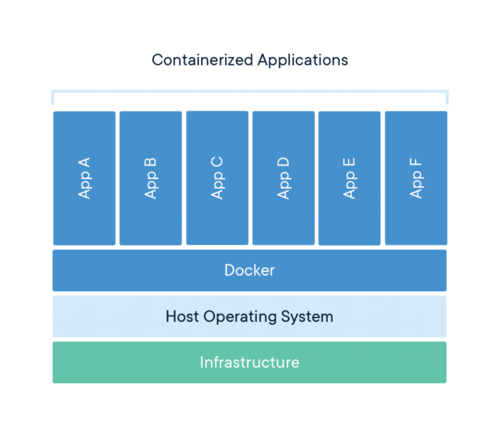 Containerized Applications
App A
App B
App C
App D
App E
App F
Docker
Host Operating System
Infrastructure